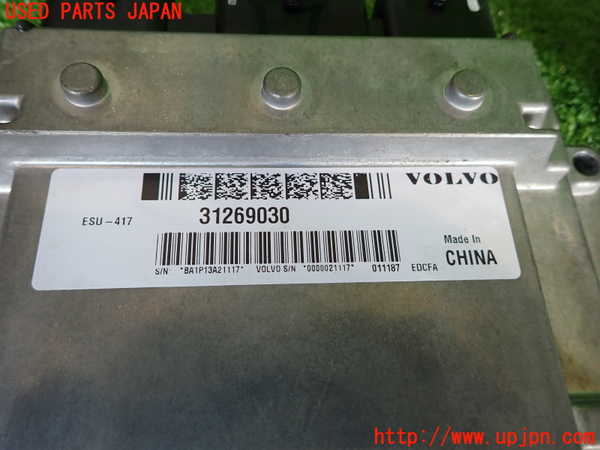 USED PARTS JAPAN
VOLVO
ESU-417
31269030
Made In
CHINA
S/N *BA1P13A21117* VOLVO S/N *0000021117* 011187 EDCFA
http://www.upjpn.com/